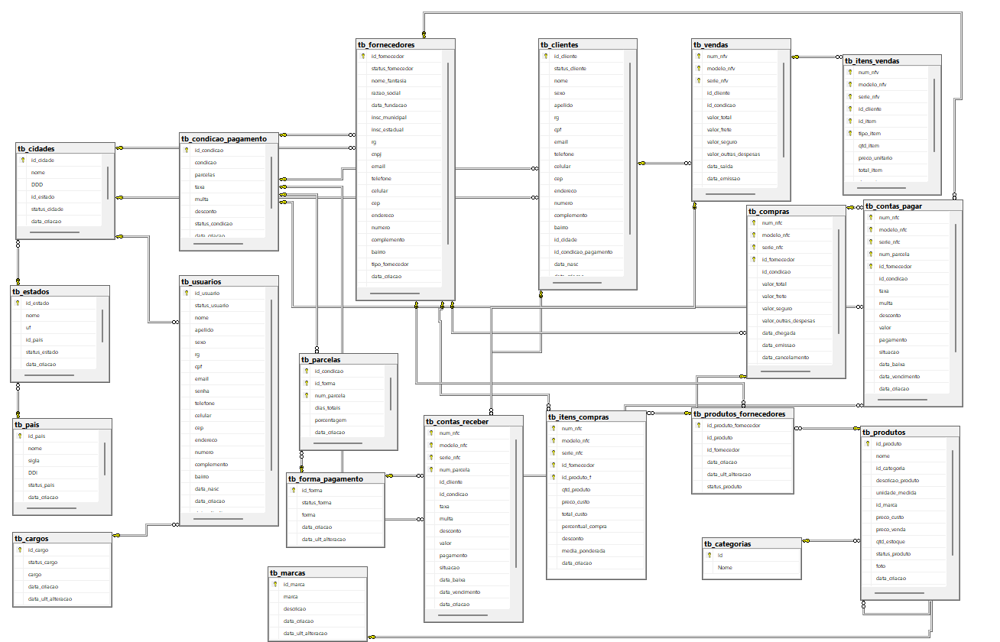 tb_fornecedores
id_fornecedor
status_fornecedor
nome_fantasia
razao_social
data_fundacao
insc_municipal
insc_estadual
rg
cnpj
email
telefone
celular
cep
endereco
numero
complemento
bairro
tipo_fornecedor
data_criacao
tb_clientes
id_cliente
status_cliente
nome
sexo
apelido
rg
cpf
email
telefone
celular
cep
endereco
numero
complemento
bairro
id_cidade
id_condicao_pagamento
data_nasc
data_criacao
tb_vendas
num_nfv
modelo_nfv
serie_nfv
id_cliente
id_condicao
valor_total
valor_frete
valor_seguro
valor_outras_despesas
data_saida
data_emissao
tb_itens_vendas
num_nfv
modelo_nfv
serie_nfv
id_cliente
id_item
tipo_item
qtd_item
preco_unitario
total_item
tb_cidades
id_cidade
nome
DDD
id_estado
status_cidade
data_criacao
tb_condicao_pagamento
id_condicao
condicao
parcelas
taxa
multa
desconto
status_condicao
data_criacao
tb_compras
num_nfc
modelo_nfc
serie_nfc
id_fornecedor
id_condicao
valor_total
valor_frete
valor_seguro
valor_outras_despesas
data_chegada
data_emissao
data_cancelamento
tb_contas_pagar
num_nfc
modelo_nfc
serie_nfc
num_parcela
id_fornecedor
id_condicao
taxa
multa
desconto
valor
pagamento
situacao
data_baixa
data_vencimento
data_criacao
tb_estados
id_estado
nome
uf
id_pais
status_estado
data_criacao
tb_usuarios
id_usuario
status_usuario
nome
apelido
sexo
rg
cpf
email
senha
telefone
celular
cep
endereco
numero
complemento
bairro
data_nasc
data_criacao
tb_parcelas
id_condicao
id_forma
num_parcela
dias_totais
porcentagem
data_criacao
tb_pais
id_pais
nome
sigla
DDI
status_pais
data_criacao
tb_contas_receber
num_nfc
modelo_nfc
serie_nfc
num_parcela
id_cliente
id_condicao
taxa
multa
desconto
valor
pagamento
situacao
data_baixa
data_vencimento
data_criacao
tb_itens_compras
num_nfc
modelo_nfc
serie_nfc
id_fornecedor
id_produto_f
qtd_produto
preco_custo
total_custo
percentual_compra
desconto
media_ponderada
data_criacao
tb_produtos_fornecedores
id_produto_fornecedor
id_produto
id_fornecedor
data_criacao
data_ult_alteracao
status_produto
tb_produtos
id_produto
nome
id_categoria
descricao_produto
unidade_medida
id_marca
preco_custo
preco_venda
qtd_estoque
status_produto
foto
data_criacao
tb_forma_pagamento
id_forma
status_forma
forma
data_criacao
data_ult_alteracao
tb_cargos
id_cargo
status_cargo
cargo
data_criacao
data_ult_alteracao
tb_categorias
id
Nome
tb_marcas
id_marca
marca
descricao
data_criacao
data_ult_alteracao